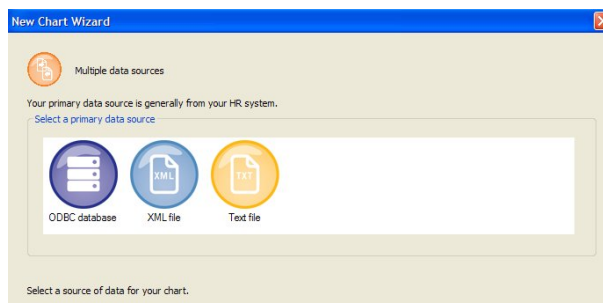 New Chart Wizard
Multiple data sources
Your primary data source is generally from your HR system.
Select a primary data source
XML
TXT
ODBC database
XML file
Text file
Select a source of data for your chart.